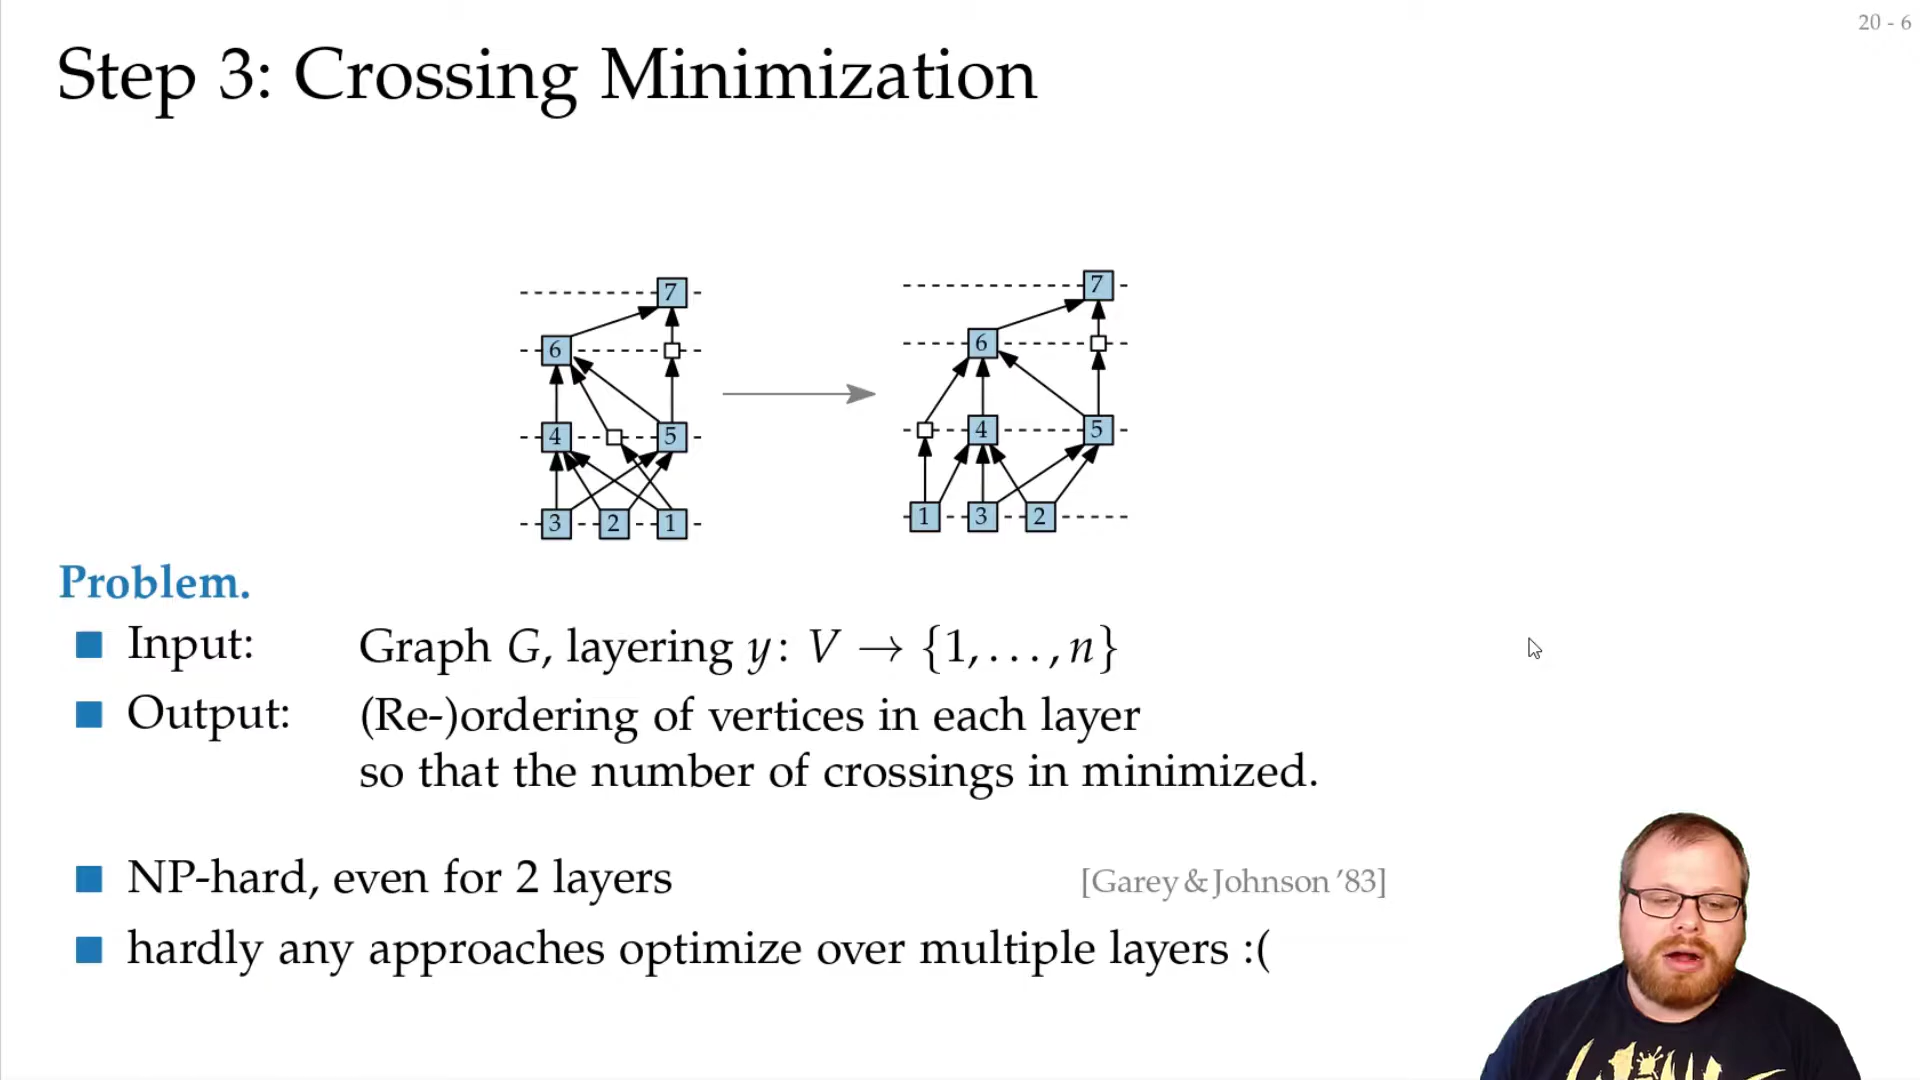 20 - 6
Step 3: Crossing Minimization
7
6
4 5
3 2 1
7
6
4 5
1 3 2
Problem.
Input: Graph G, layering y: V → {1, . . . , n}
Output: (Re-)ordering of vertices in each layer
so that the number of crossings in minimized.
NP-hard, even for 2 layers [Garey & Johnson ’83]
hardly any approaches optimize over multiple layers :(